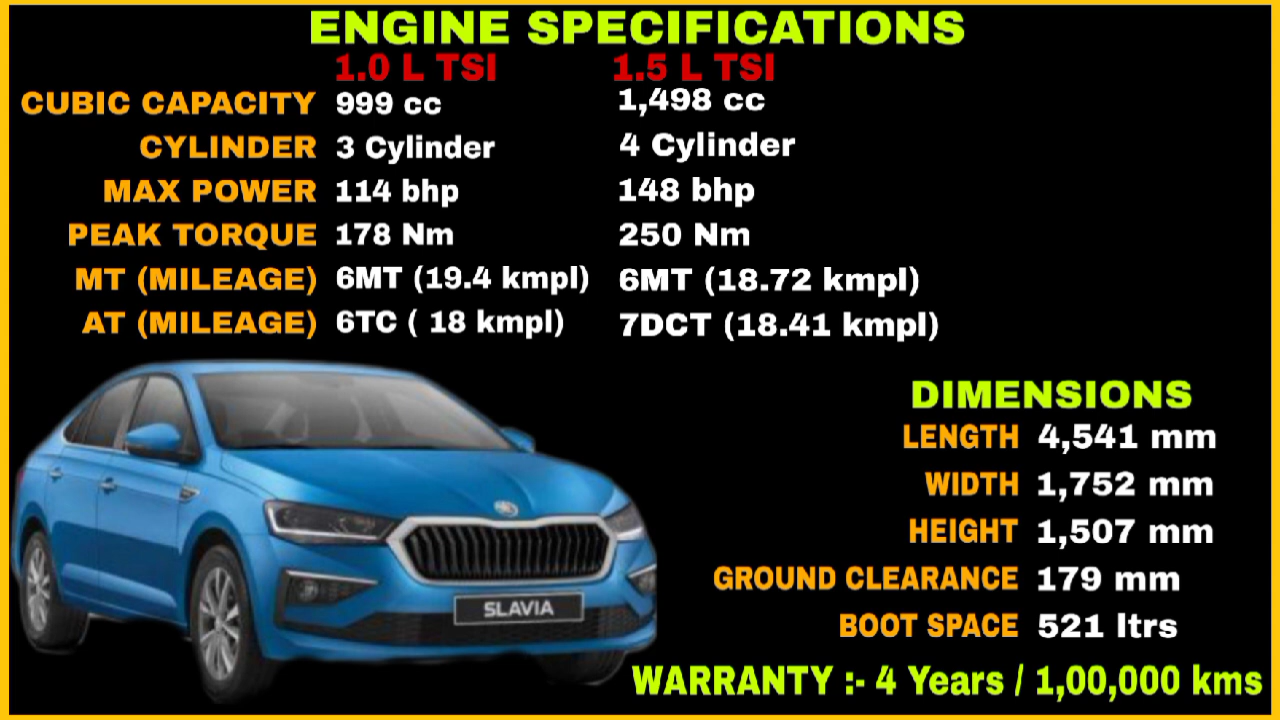 ENGINE SPECIFICATIONS
1.0 L TSI 1.5 L TSI
CUBIC CAPACITY 999 cc 1,498 cc
CYLINDER 3 Cylinder 4 Cylinder
MAX POWER 114 bhp 148 bhp
PEAK TORQUE 178 Nm 250 Nm
MT (MILEAGE) 6MT (19.4 kmpl) 6MT (18.72 kmpl)
AT (MILEAGE) 6TC ( 18 kmpl) 7DCT (18.41 kmpl)
DIMENSIONS
LENGTH 4,541 mm
WIDTH 1,752 mm
HEIGHT 1,507 mm
GROUND CLEARANCE 179 mm
BOOT SPACE 521 ltrs
SLAVIA
WARRANTY :- 4 Years / 1,00,000 kms